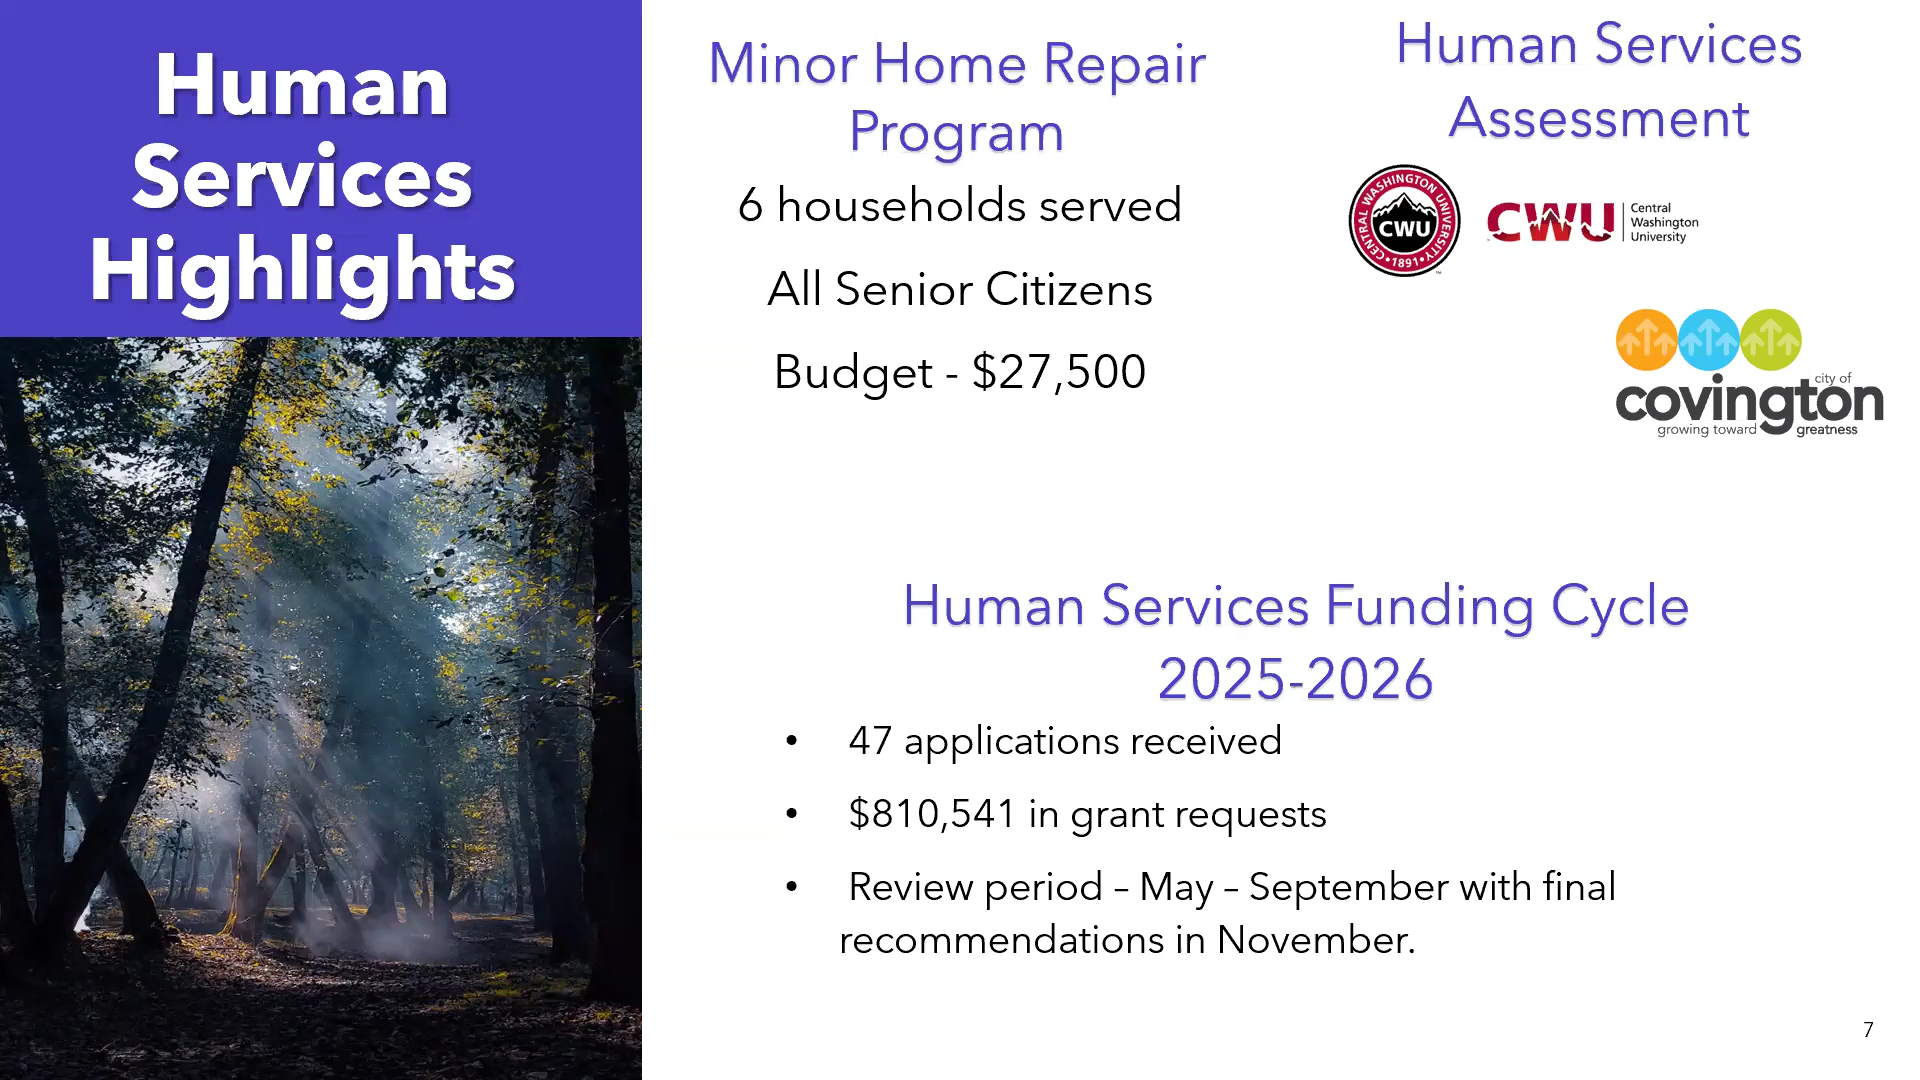 Human
Services
Highlights
Minor Home Repair
Program
6 households served
All Senior Citizens
Budget - $27,500
Human Services
Assessment
CENTRAL WASHINGTON UNIVERSITY
CWU
• 1891 •
CWU
Central
Washington
University
city of
covington
growing toward greatness
Human Services Funding Cycle
2025-2026
• 47 applications received
• $810,541 in grant requests
• Review period – May – September with final
recommendations in November.
7